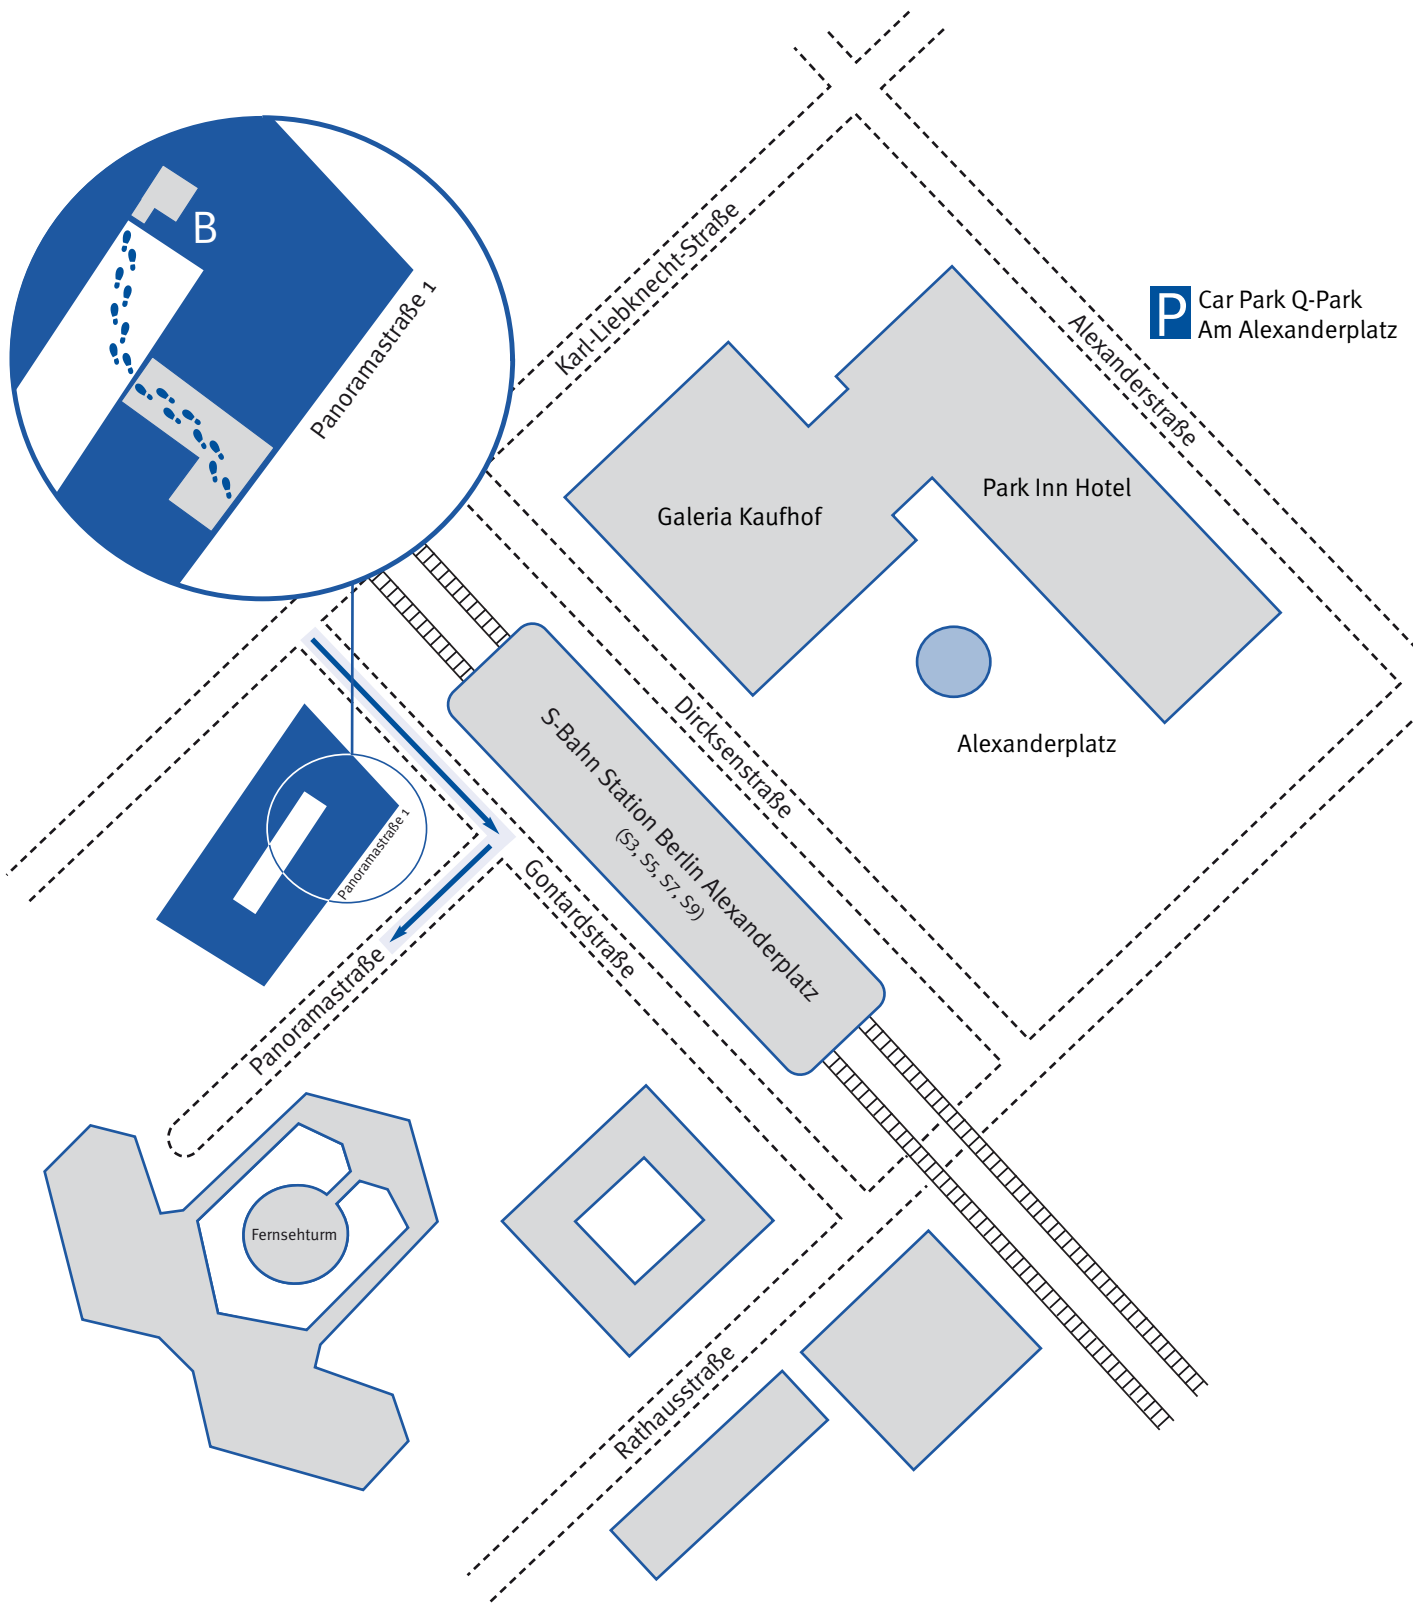 B
Panoramastraße 1
Karl-Liebknecht-Straße
Alexanderstraße
P
Car Park Q-Park
Am Alexanderplatz
Galeria Kaufhof
Park Inn Hotel
Alexanderplatz
Dircksenstraße
S-Bahn Station Berlin Alexanderplatz
(S3, S5, S7, S9)
Panoramastraße 1
Gontardstraße
Panoramastraße
Fernsehturm
Rathausstraße